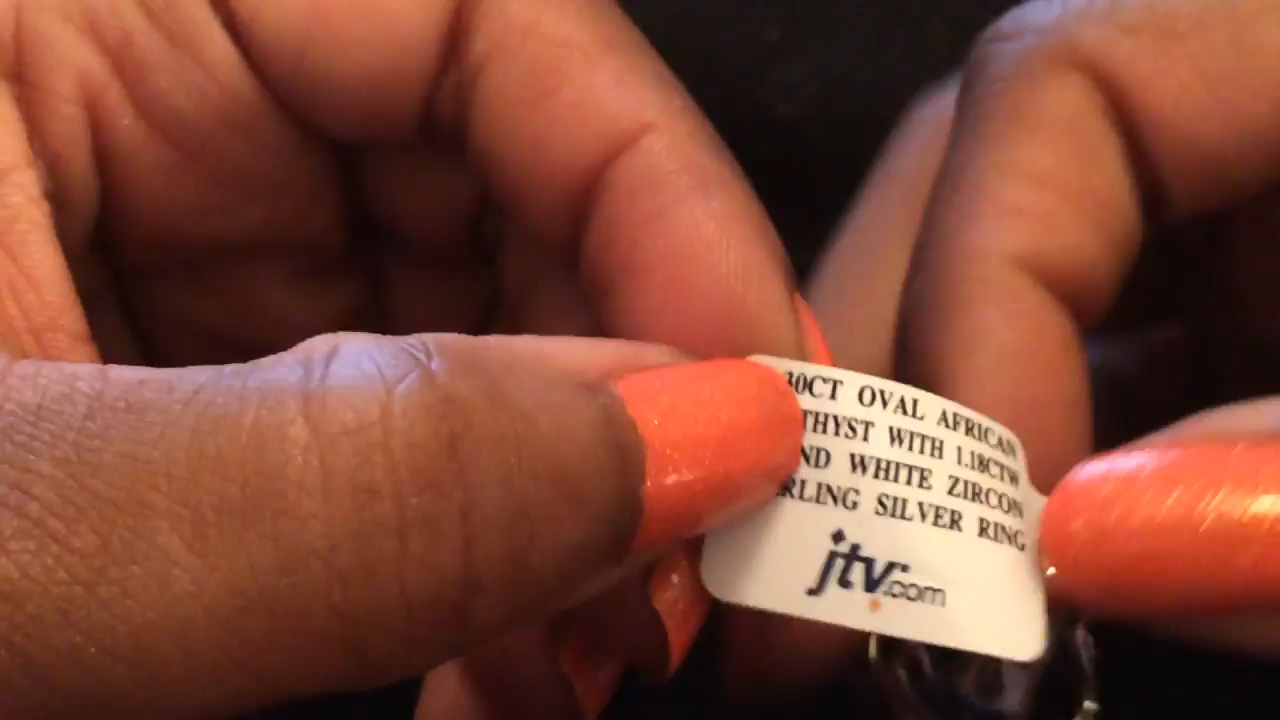 30CT OVAL AFRICAN
THYST WITH 1.18CTW
ND WHITE ZIRCON
RLING SILVER RING
jtv.com